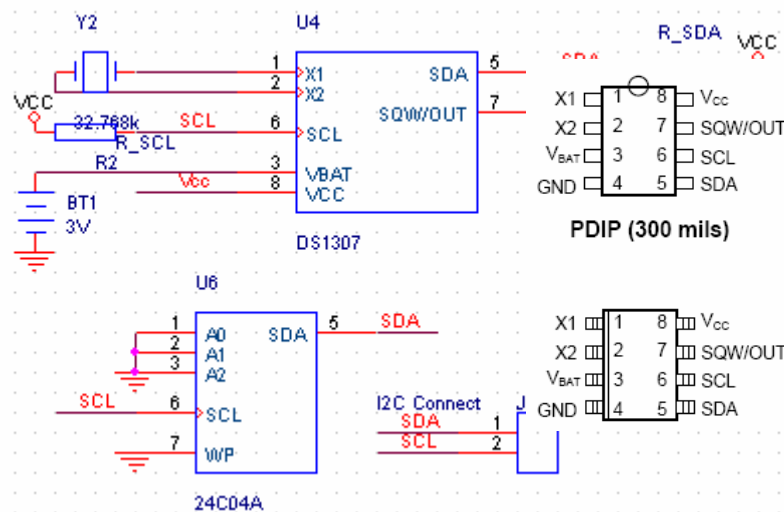 Y2
U4
R_SDA
VCC
1
X1
SDA
5
2
X2
SQW/OUT
7
VCC
32.768k
SCL
6
SCL
R_SCL
R2
3
VBAT
Vcc
8
VCC
BT1
3V
DS1307
X1 1 8 VCC
X2 2 7 SQW/OUT
VBAT 3 6 SCL
GND 4 5 SDA
PDIP (300 mils)
U6
1
A0
SDA
5
SDA
2
A1
3
A2
SCL
6
SCL
7
WP
24C04A
I2C Connect
J
SDA
1
SCL
2
X1 1 8 VCC
X2 2 7 SQW/OUT
VBAT 3 6 SCL
GND 4 5 SDA